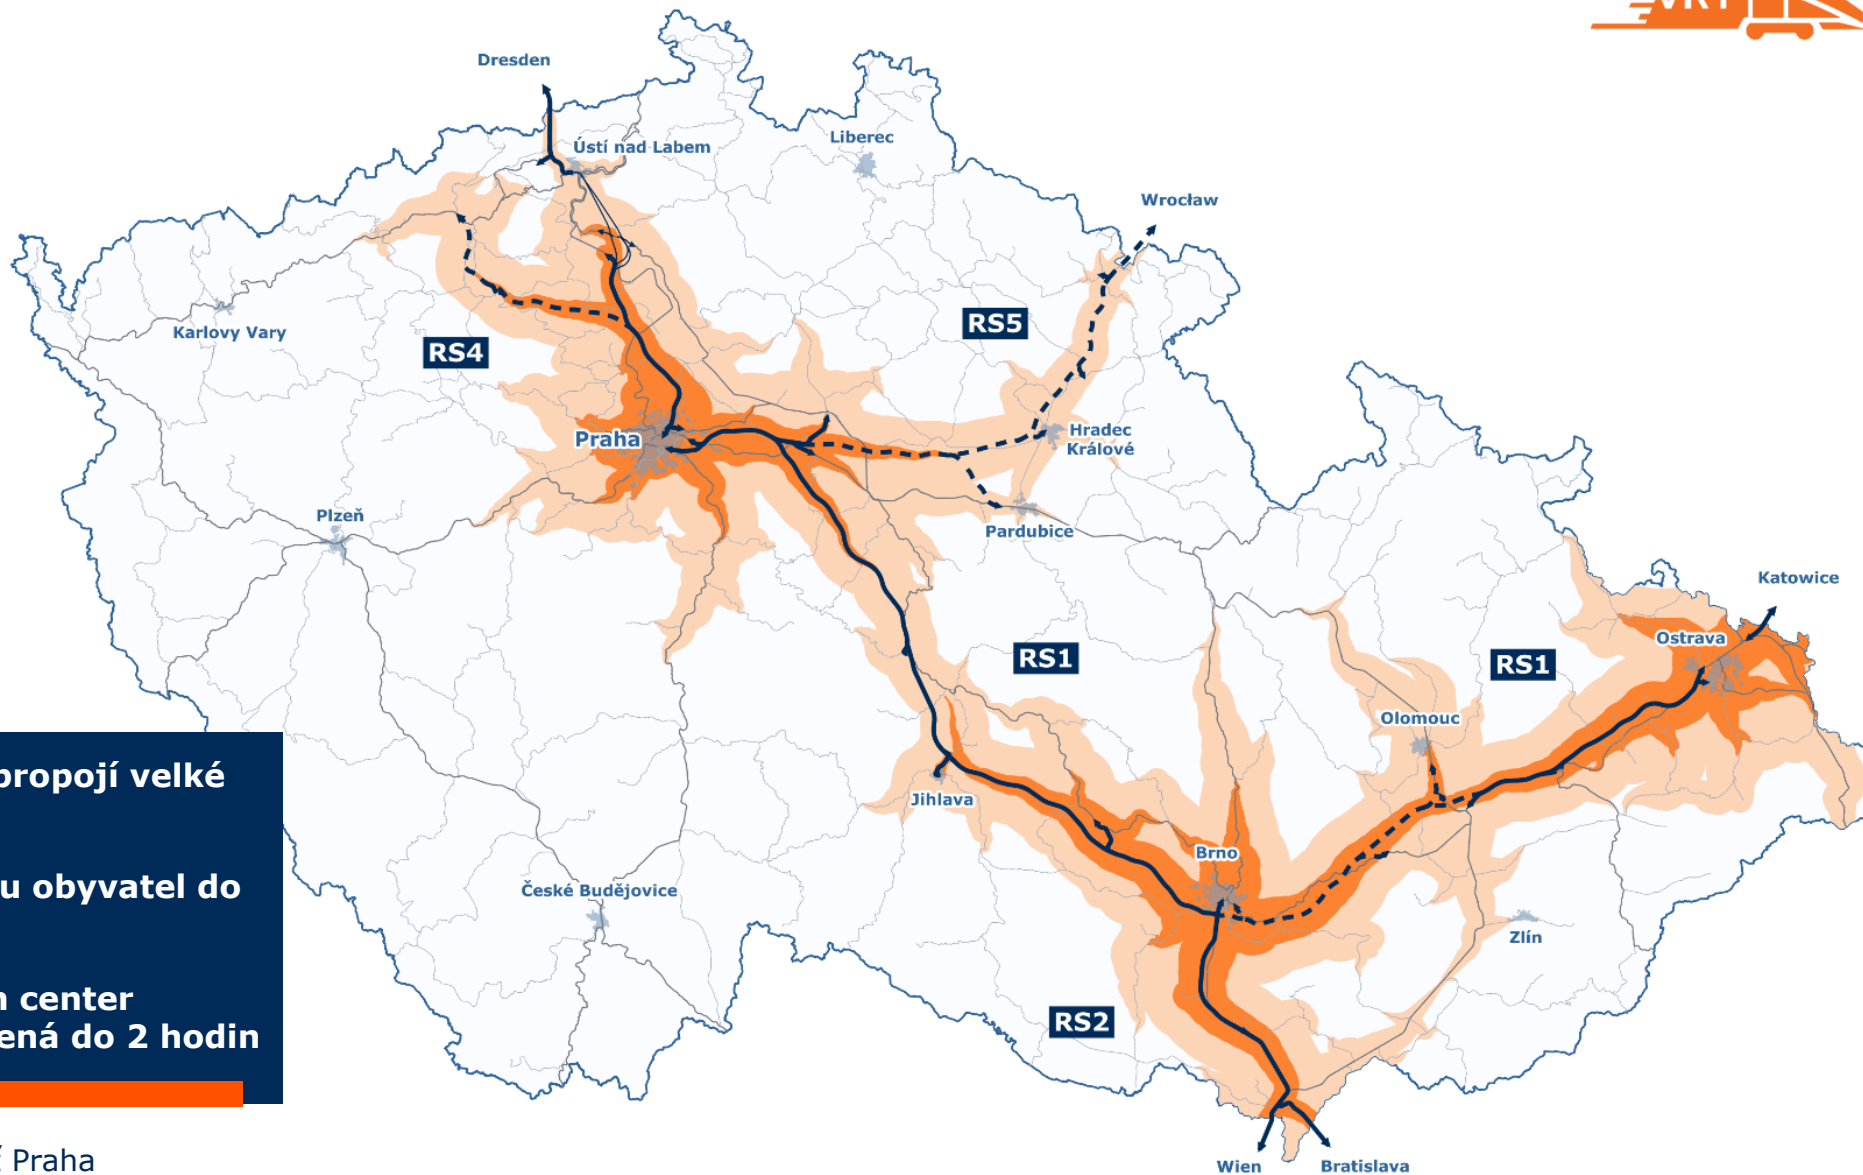 VRT
Dresden
Ústí nad Labem
Liberec
Wrocław
Karlovy Vary
RS4
RS5
Praha
Hradec
Králové
Plzeň
Pardubice
Katowice
Ostrava
RS1
RS1
Olomouc
Jihlava
propojí velké
Brno
u obyvatel do
České Budějovice
Zlín
center
RS2
do 2 hodin
Praha
Wien
Bratislava